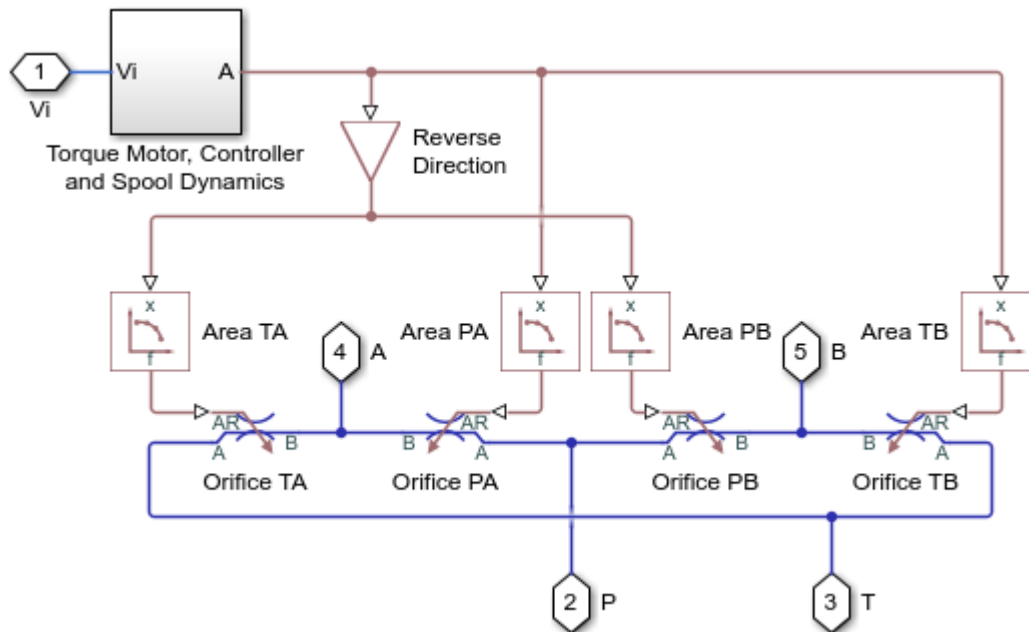 1
Vi
Vi
A
Torque Motor, Controller
and Spool Dynamics
Reverse
Direction
x
f
Area TA
4
A
Area PA
x
f
x
f
Area PB
5
B
Area TB
x
f
AR
A
B
Orifice TA
B
AR
A
Orifice PA
AR
A
B
Orifice PB
B
AR
A
Orifice TB
2
P
3
T